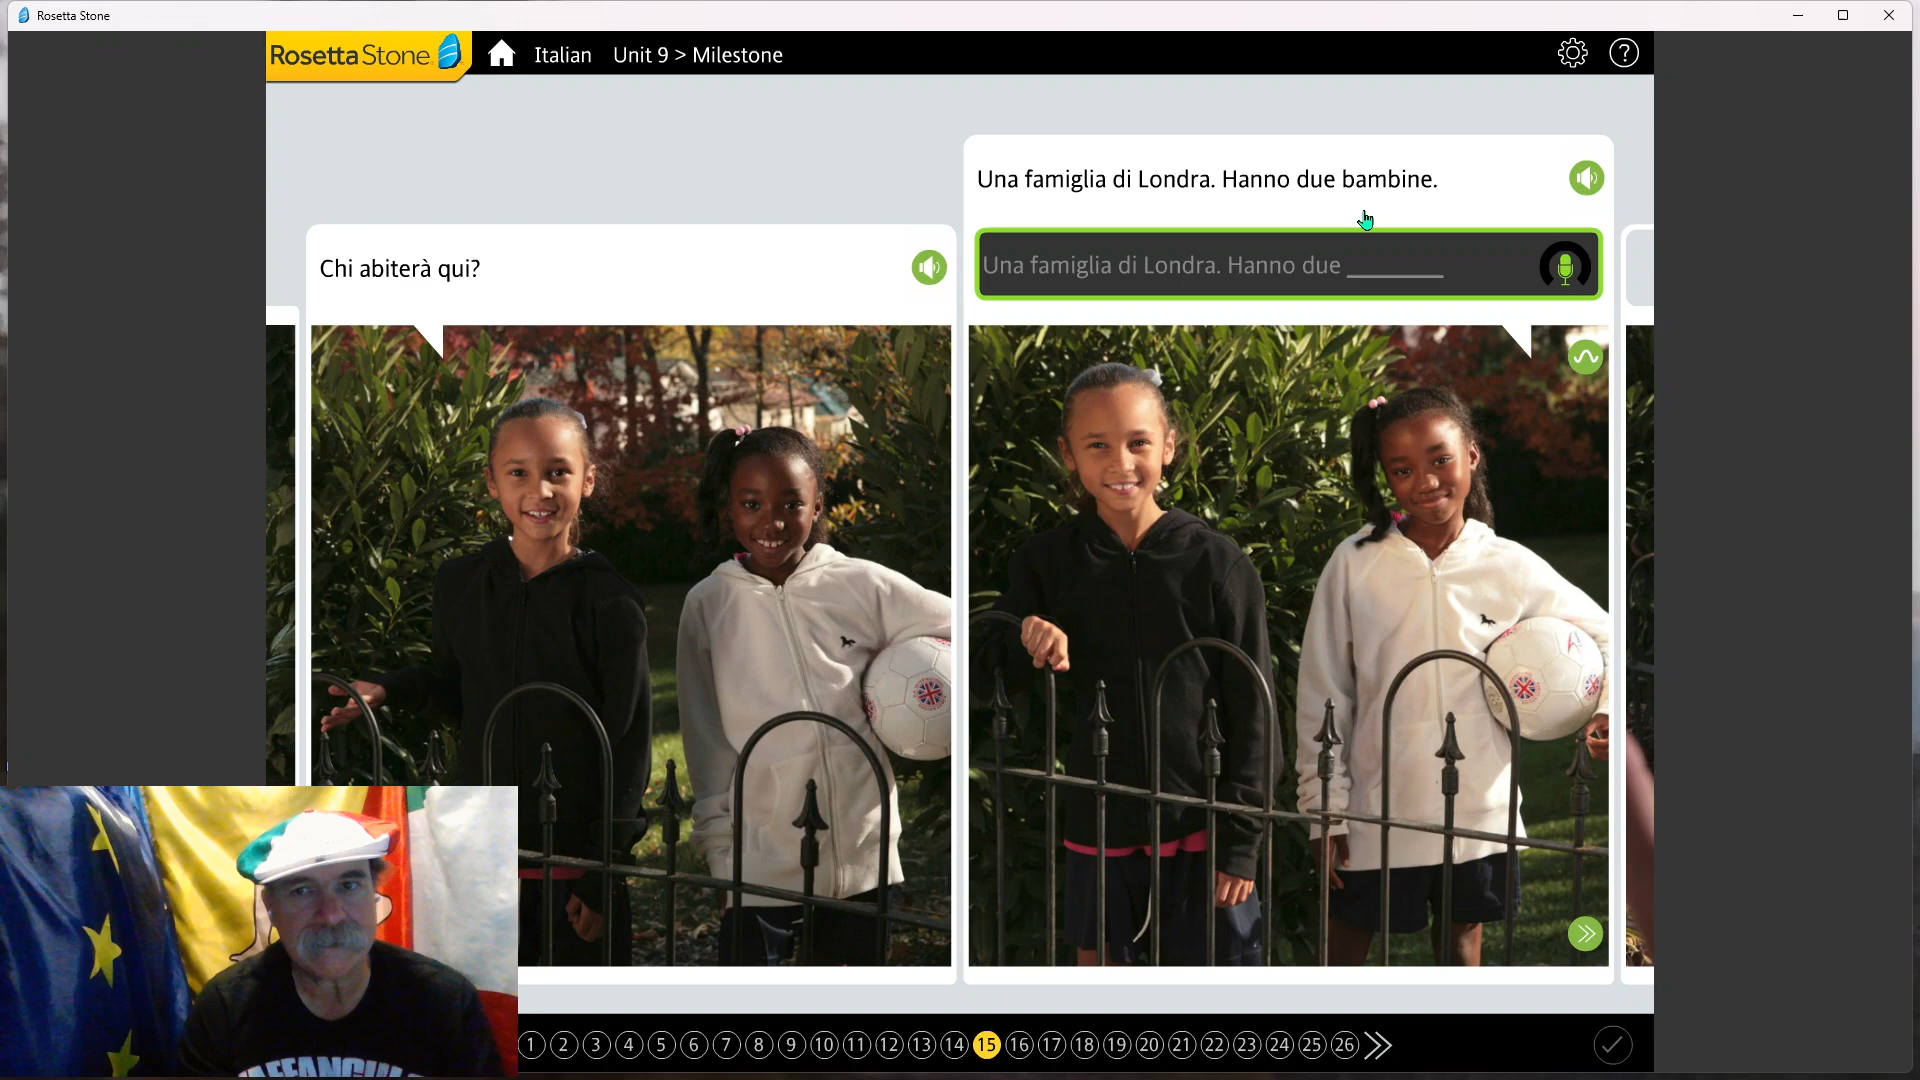 Rosetta Stone
RosettaStone
Italian Unit 9 > Milestone
Una famiglia di Londra. Hanno due bambine.
Chi abiterà qui?
Una famiglia di Londra. Hanno due ________
1 2 3 4 5 6 7 8 9 10 11 12 13 14 15 16 17 18 19 20 21 22 23 24 25 26